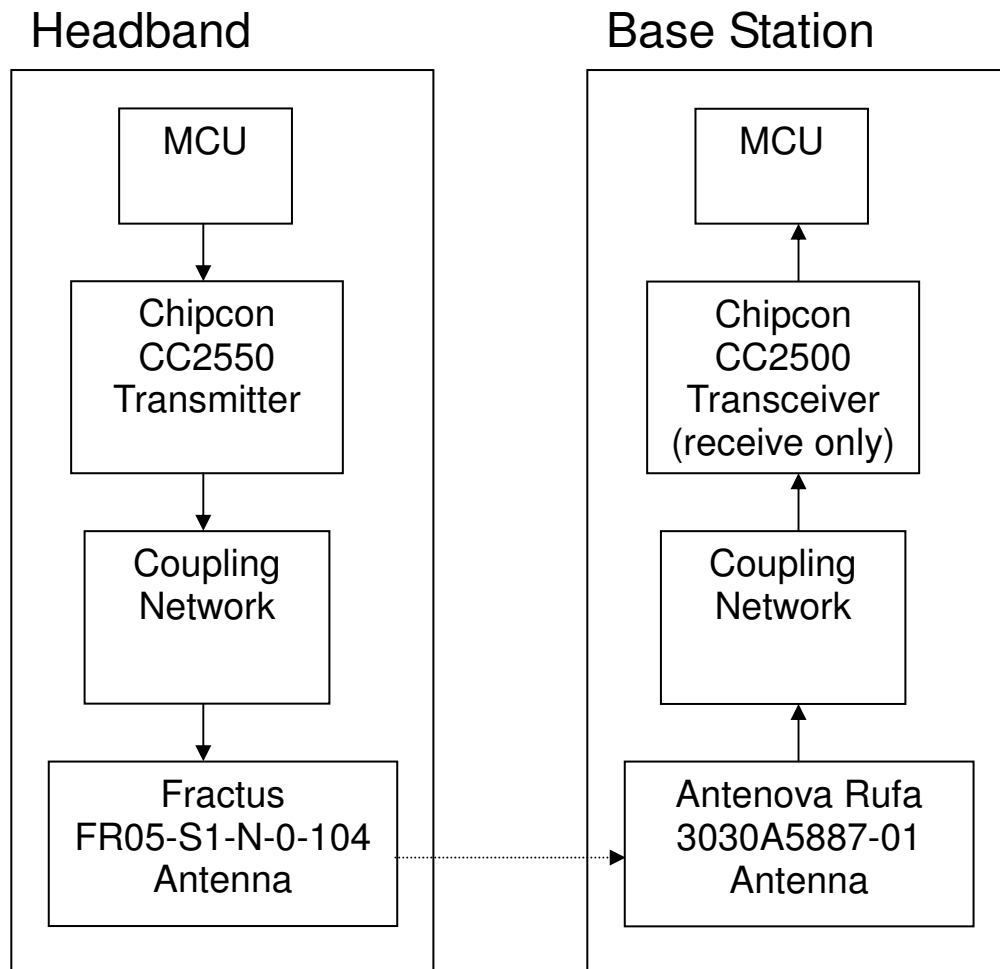 Headband
MCU
Chipcon
CC2550
Transmitter
Coupling
Network
Fractus
FR05-S1-N-0-104
Antenna
Base Station
MCU
Chipcon
CC2500
Transceiver
(receive only)
Coupling
Network
Antenova Rufa
3030A5887-01
Antenna